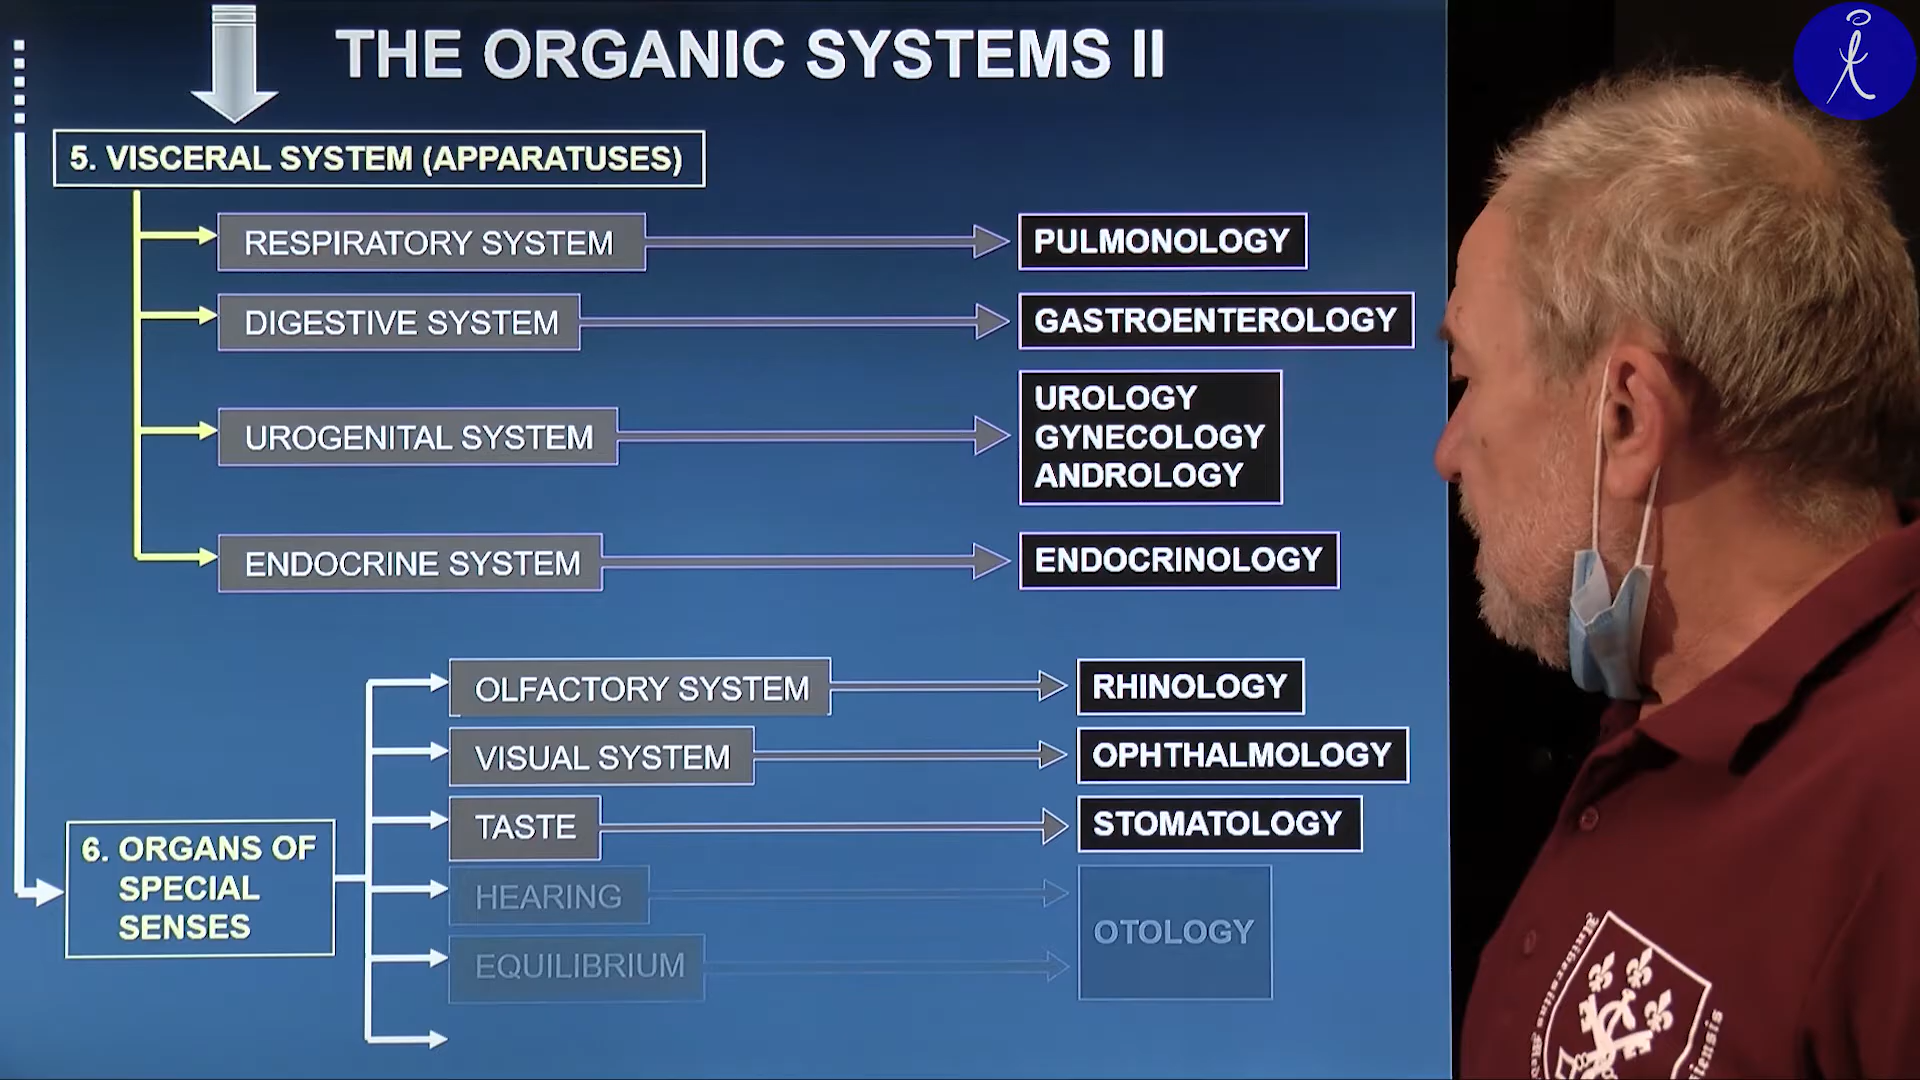 THE ORGANIC SYSTEMS II
5. VISCERAL SYSTEM (APPARATUSES)
RESPIRATORY SYSTEM
PULMONOLOGY
DIGESTIVE SYSTEM
GASTROENTEROLOGY
UROGENITAL SYSTEM
UROLOGY
GYNECOLOGY
ANDROLOGY
ENDOCRINE SYSTEM
ENDOCRINOLOGY
6. ORGANS OF
SPECIAL
SENSES
OLFACTORY SYSTEM
RHINOLOGY
VISUAL SYSTEM
OPHTHALMOLOGY
TASTE
STOMATOLOGY
HEARING
EQUILIBRIUM
OTOLOGY